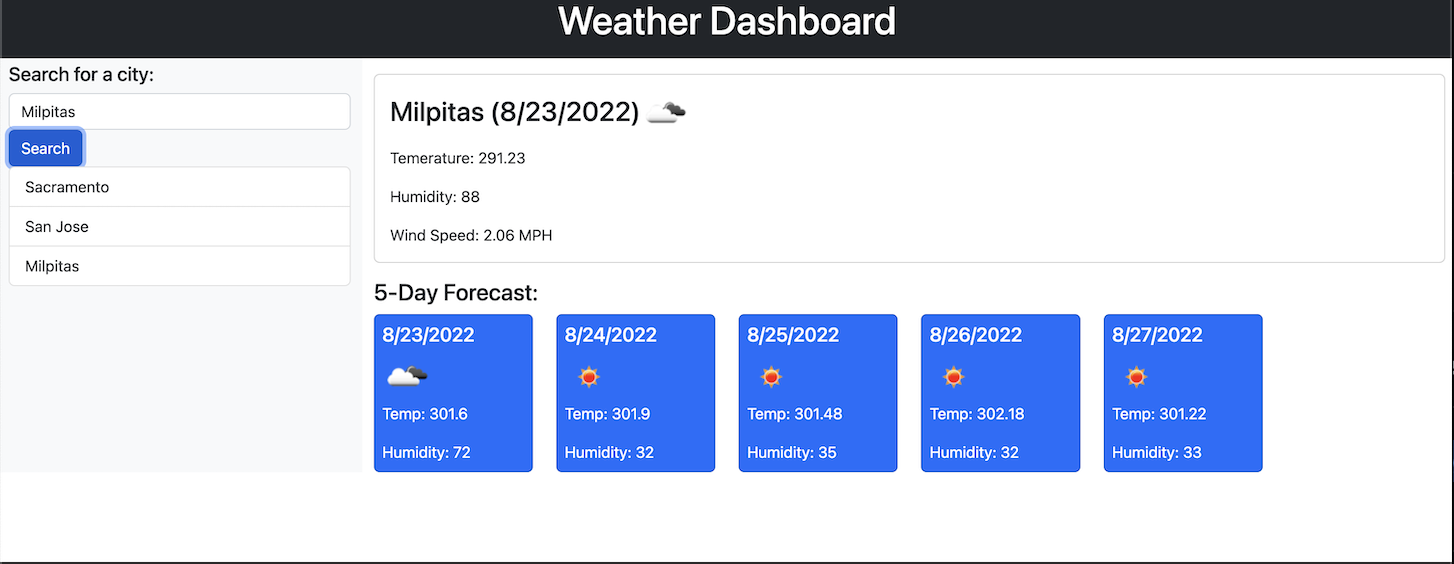 Weather Dashboard
Search for a city:
Milpitas
Search
Sacramento
San Jose
Milpitas
Milpitas (8/23/2022)
Temerature: 291.23
Humidity: 88
Wind Speed: 2.06 MPH
5-Day Forecast:
8/23/2022
Temp: 301.6
Humidity: 72
8/24/2022
Temp: 301.9
Humidity: 32
8/25/2022
Temp: 301.48
Humidity: 35
8/26/2022
Temp: 302.18
Humidity: 32
8/27/2022
Temp: 301.22
Humidity: 33